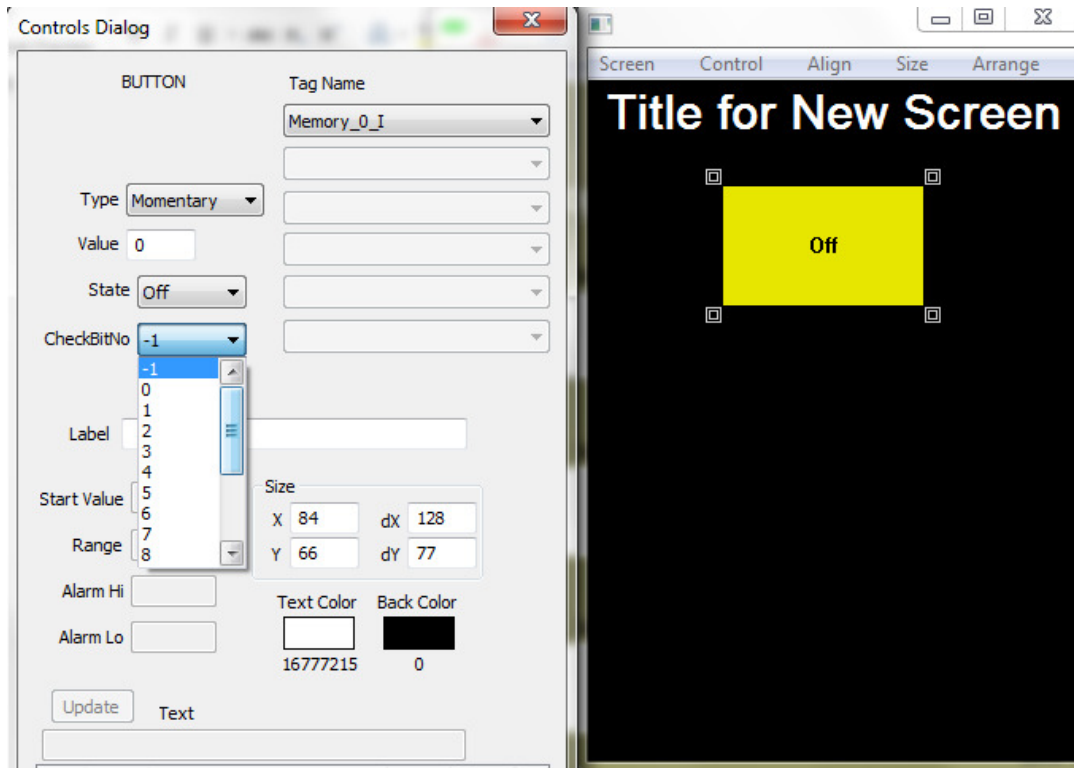 Controls Dialog
BUTTON
Tag Name
Memory_0_I
Type Momentary
Value 0
State Off
CheckBitNo -1
-1
0
1
2
3
4
5
6
7
8
Label
Start Value
Range
Alarm Hi
Alarm Lo
Size
X 84 dX 128
Y 66 dY 77
Text Color Back Color
16777215 0
Update Text
Screen Control Align Size Arrange
Title for New Screen
Off